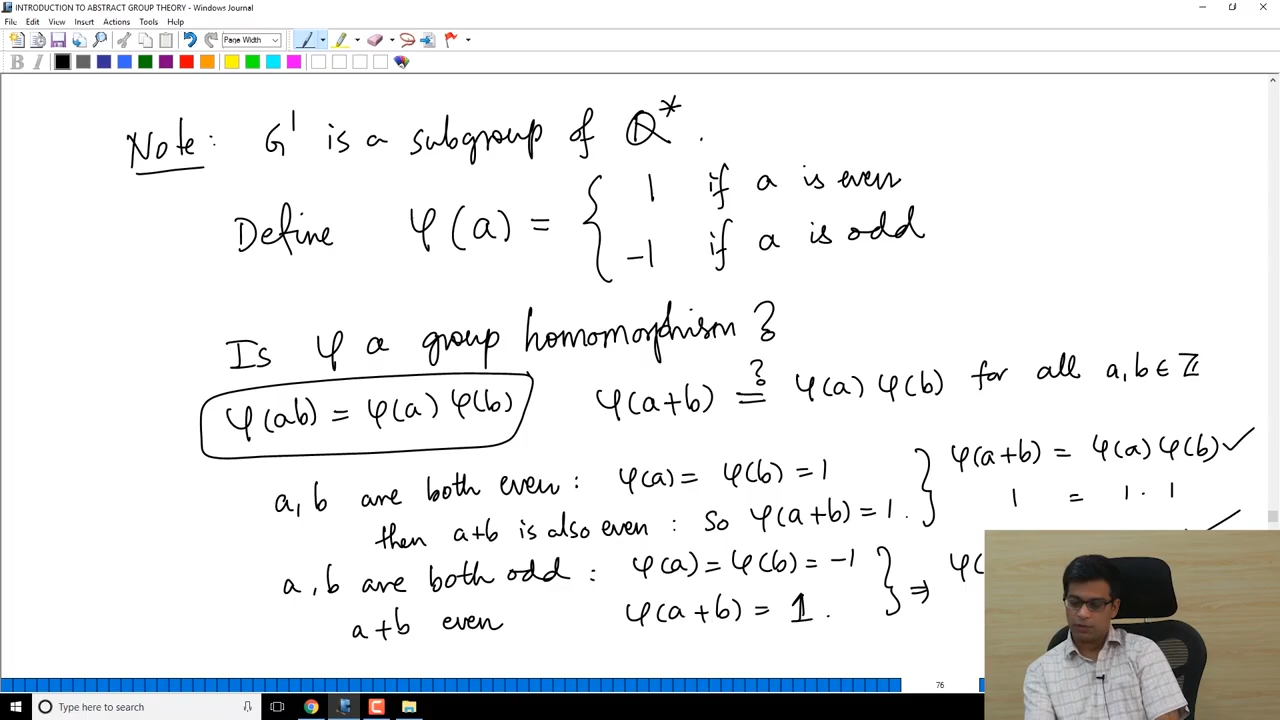 INTRODUCTION TO ABSTRACT GROUP THEORY - Windows Journal
File Edit View Insert Actions Tools Help
Page Width
B I
Note: G' is a subgroup of ℚ*.
Define φ(a) = { 1 if a is even
-1 if a is odd
Is φ a group homomorphism?
φ(ab) = φ(a) φ(b) φ(a+b) ≟ φ(a) φ(b) for all a, b ∈ ℤ
a, b are both even: φ(a) = φ(b) = 1 } φ(a+b) = φ(a) φ(b) ✓
then a+b is also even: So φ(a+b) = 1. 1 = 1 · 1
a, b are both odd: φ(a) = φ(b) = -1 } ⇒ φ( ✓
a+b even φ(a+b) = 1.
76
Type here to search